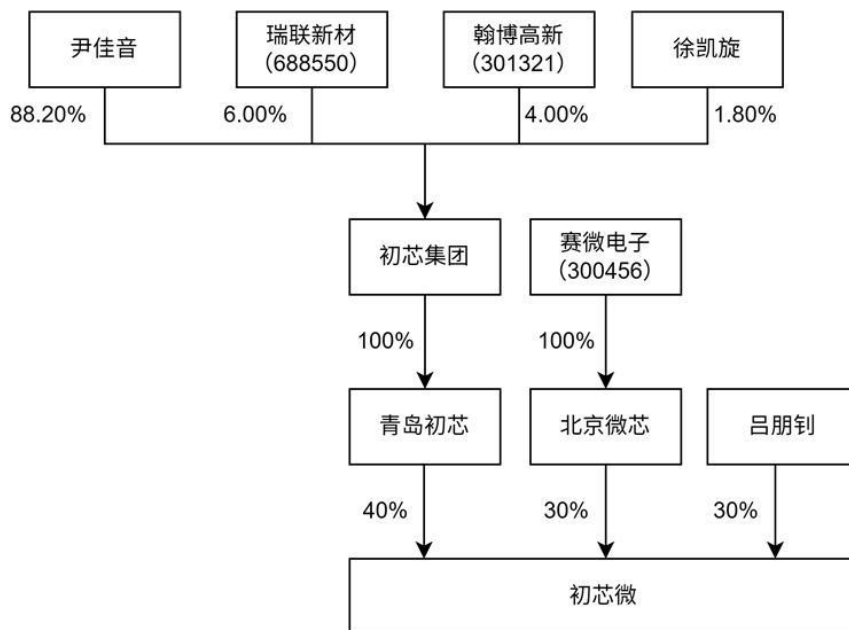 尹佳音
瑞联新材
（688550）
翰博高新
（301321）
徐凯旋
88.20%
6.00%
4.00%
1.80%
初芯集团
赛微电子
（300456）
100%
100%
青岛初芯
北京微芯
吕朋钊
40%
30%
30%
初芯微